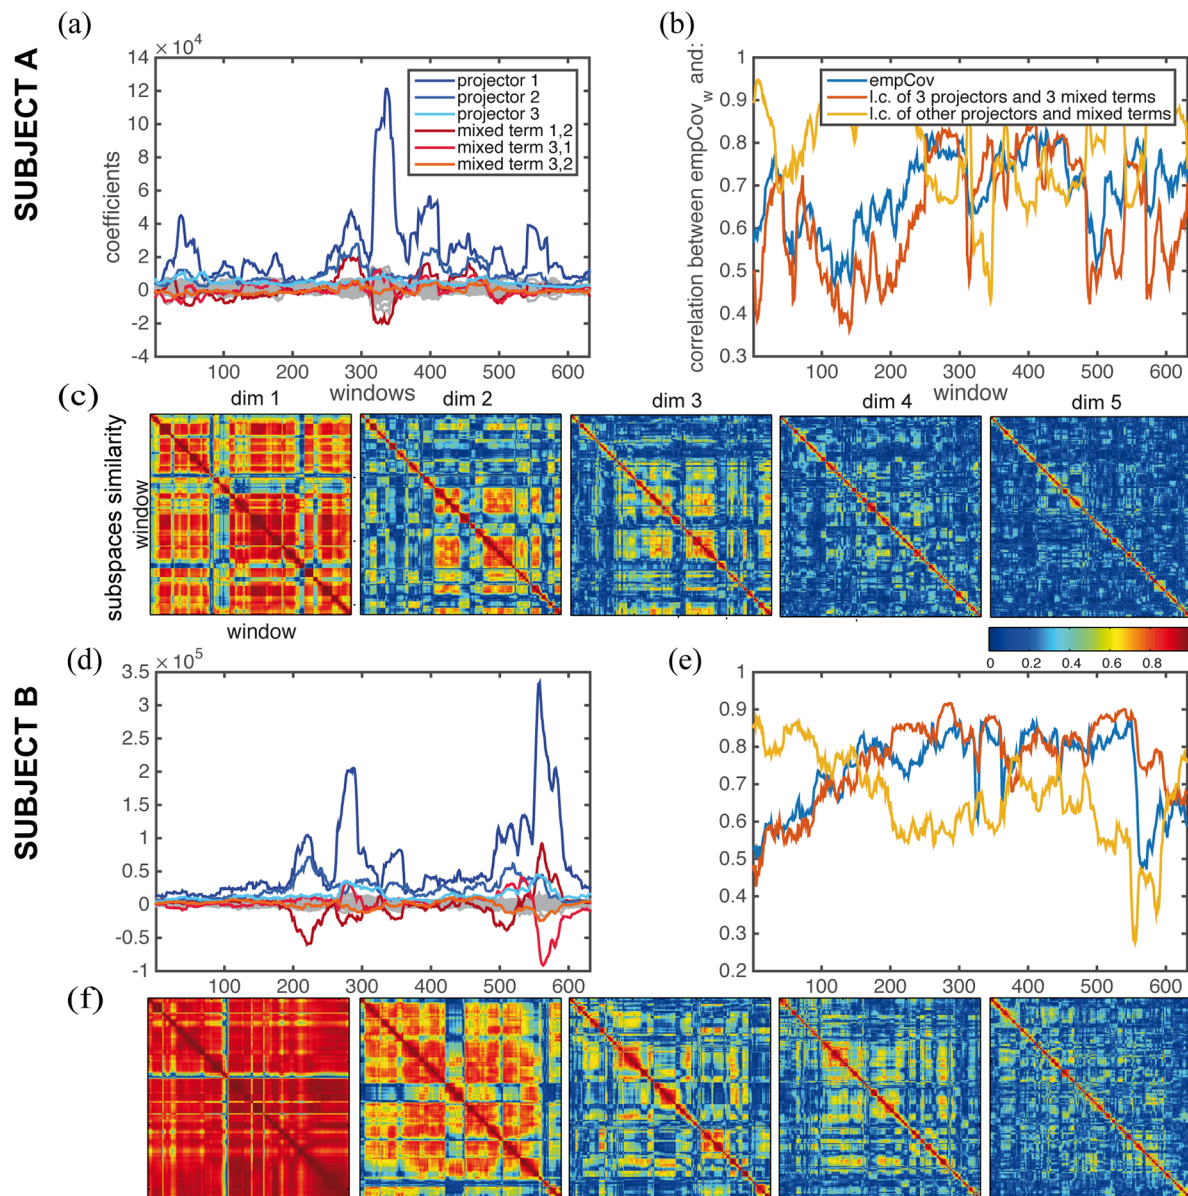 SUBJECT A
(a)
× 10⁴
14
12
10
8
6
4
2
0
-2
-4
coefficients
100 200 300 400 500 600
windows
projector 1
projector 2
projector 3
mixed term 1,2
mixed term 3,1
mixed term 3,2
(b)
correlation between empCov_w and:
1
0.9
0.8
0.7
0.6
0.5
0.4
0.3
100 200 300 400 500 600
window
empCov
l.c. of 3 projectors and 3 mixed terms
l.c. of other projectors and mixed terms
(c)
dim 1 dim 2 dim 3 dim 4 dim 5
subspaces similarity
window
window
0 0.2 0.4 0.6 0.8
SUBJECT B
(d)
× 10⁵
3.5
3
2.5
2
1.5
1
0.5
0
-0.5
-1
100 200 300 400 500 600
(e)
1
0.9
0.8
0.7
0.6
0.5
0.4
0.3
0.2
100 200 300 400 500 600
(f)